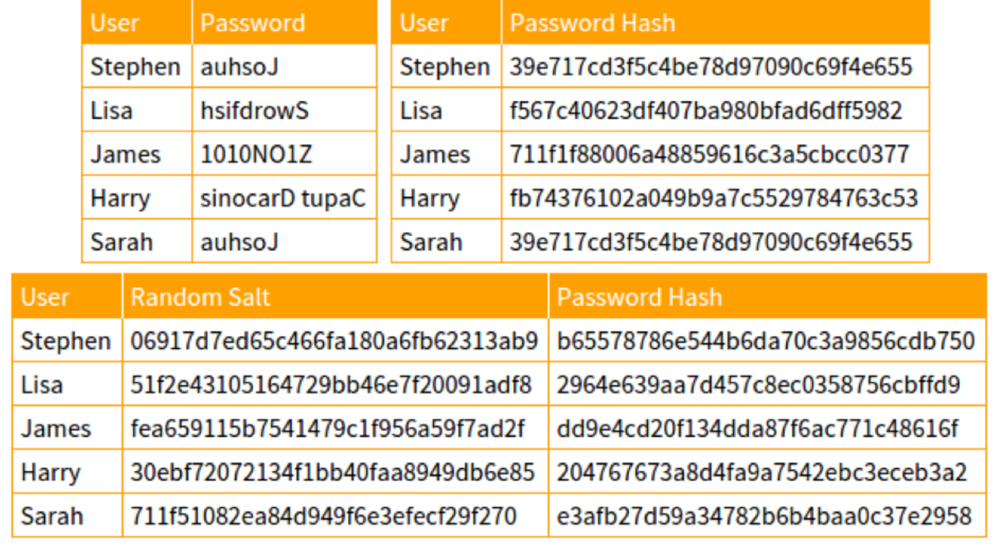 User Password
Stephen auhsoJ
Lisa hsifdrowS
James 1010NO1Z
Harry sinocarD tupaC
Sarah auhsoJ
User Password Hash
Stephen 39e717cd3f5c4be78d97090c69f4e655
Lisa f567c40623df407ba980bfad6dff5982
James 711f1f88006a48859616c3a5cbcc0377
Harry fb74376102a049b9a7c5529784763c53
Sarah 39e717cd3f5c4be78d97090c69f4e655
User Random Salt Password Hash
Stephen 06917d7ed65c466fa180a6fb62313ab9 b65578786e544b6da70c3a9856cdb750
Lisa 51f2e43105164729bb46e7f20091adf8 2964e639aa7d457c8ec0358756cbffd9
James fea659115b7541479c1f956a59f7ad2f dd9e4cd20f134dda87f6ac771c48616f
Harry 30ebf72072134f1bb40faa8949db6e85 204767673a8d4fa9a7542ebc3eceb3a2
Sarah 711f51082ea84d949f6e3efecf29f270 e3afb27d59a34782b6b4baa0c37e2958